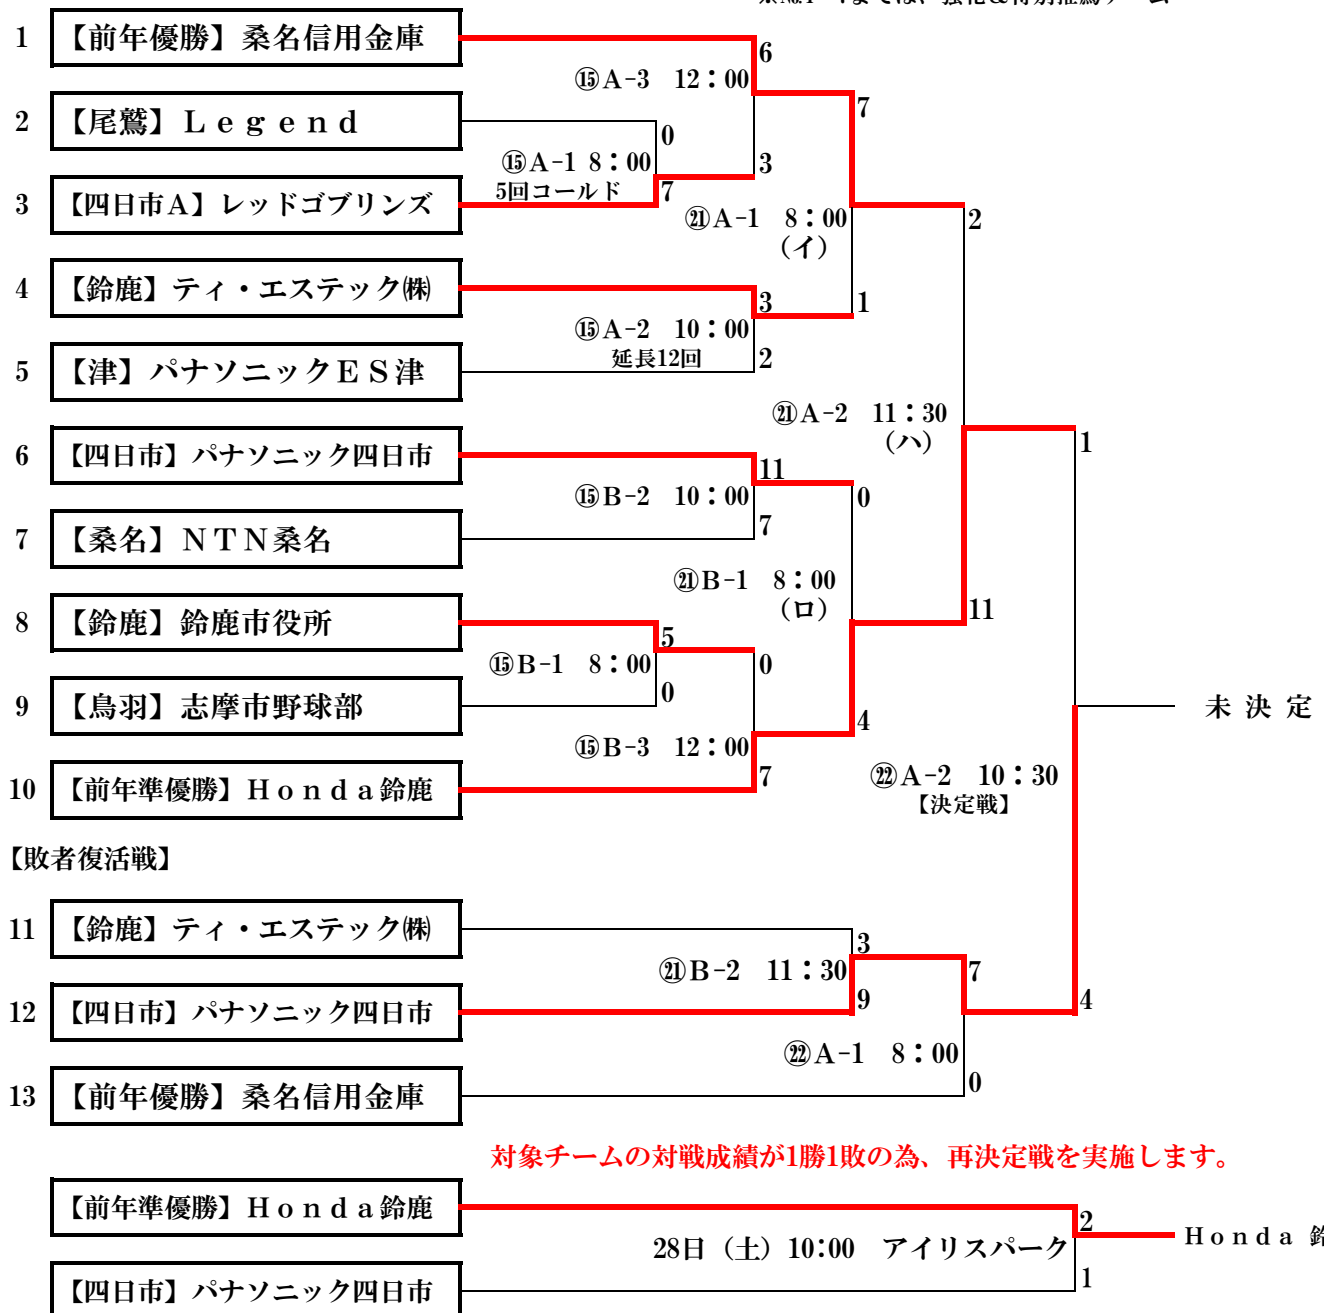 1 【前年優勝】桑名信用金庫
6
⑮A-3 12：00
7
2 【尾鷲】Ｌｅｇｅｎｄ
0
⑮A-1 8：00
3
5回コールド
7
3 【四日市Ａ】レッドゴブリンズ
㉑A-1 8：00
2
（イ）
4 【鈴鹿】ティ・エステック㈱
3
1
⑮A-2 10：00
延長12回
2
5 【津】パナソニックＥＳ津
㉑A-2 11：30
（ハ）
1
6 【四日市】パナソニック四日市
11
⑮B-2 10：00
0
7
7 【桑名】ＮＴＮ桑名
㉑B-1 8：00
（ロ）
11
8 【鈴鹿】鈴鹿市役所
5
⑮B-1 8：00
0
0
9 【鳥羽】志摩市野球部
未 決 定
4
⑮B-3 12：00
7
㉒A-2 10：30
【決定戦】
10 【前年準優勝】Ｈｏｎｄａ鈴鹿
【敗者復活戦】
11 【鈴鹿】ティ・エステック㈱
3
㉑B-2 11：30
7
9
4
12 【四日市】パナソニック四日市
㉒A-1 8：00
0
13 【前年優勝】桑名信用金庫
対象チームの対戦成績が1勝1敗の為、再決定戦を実施します。
【前年準優勝】Ｈｏｎｄａ鈴鹿
2
Ｈｏｎｄａ
28日（土）10:00 アイリスパーク
1
【四日市】パナソニック四日市